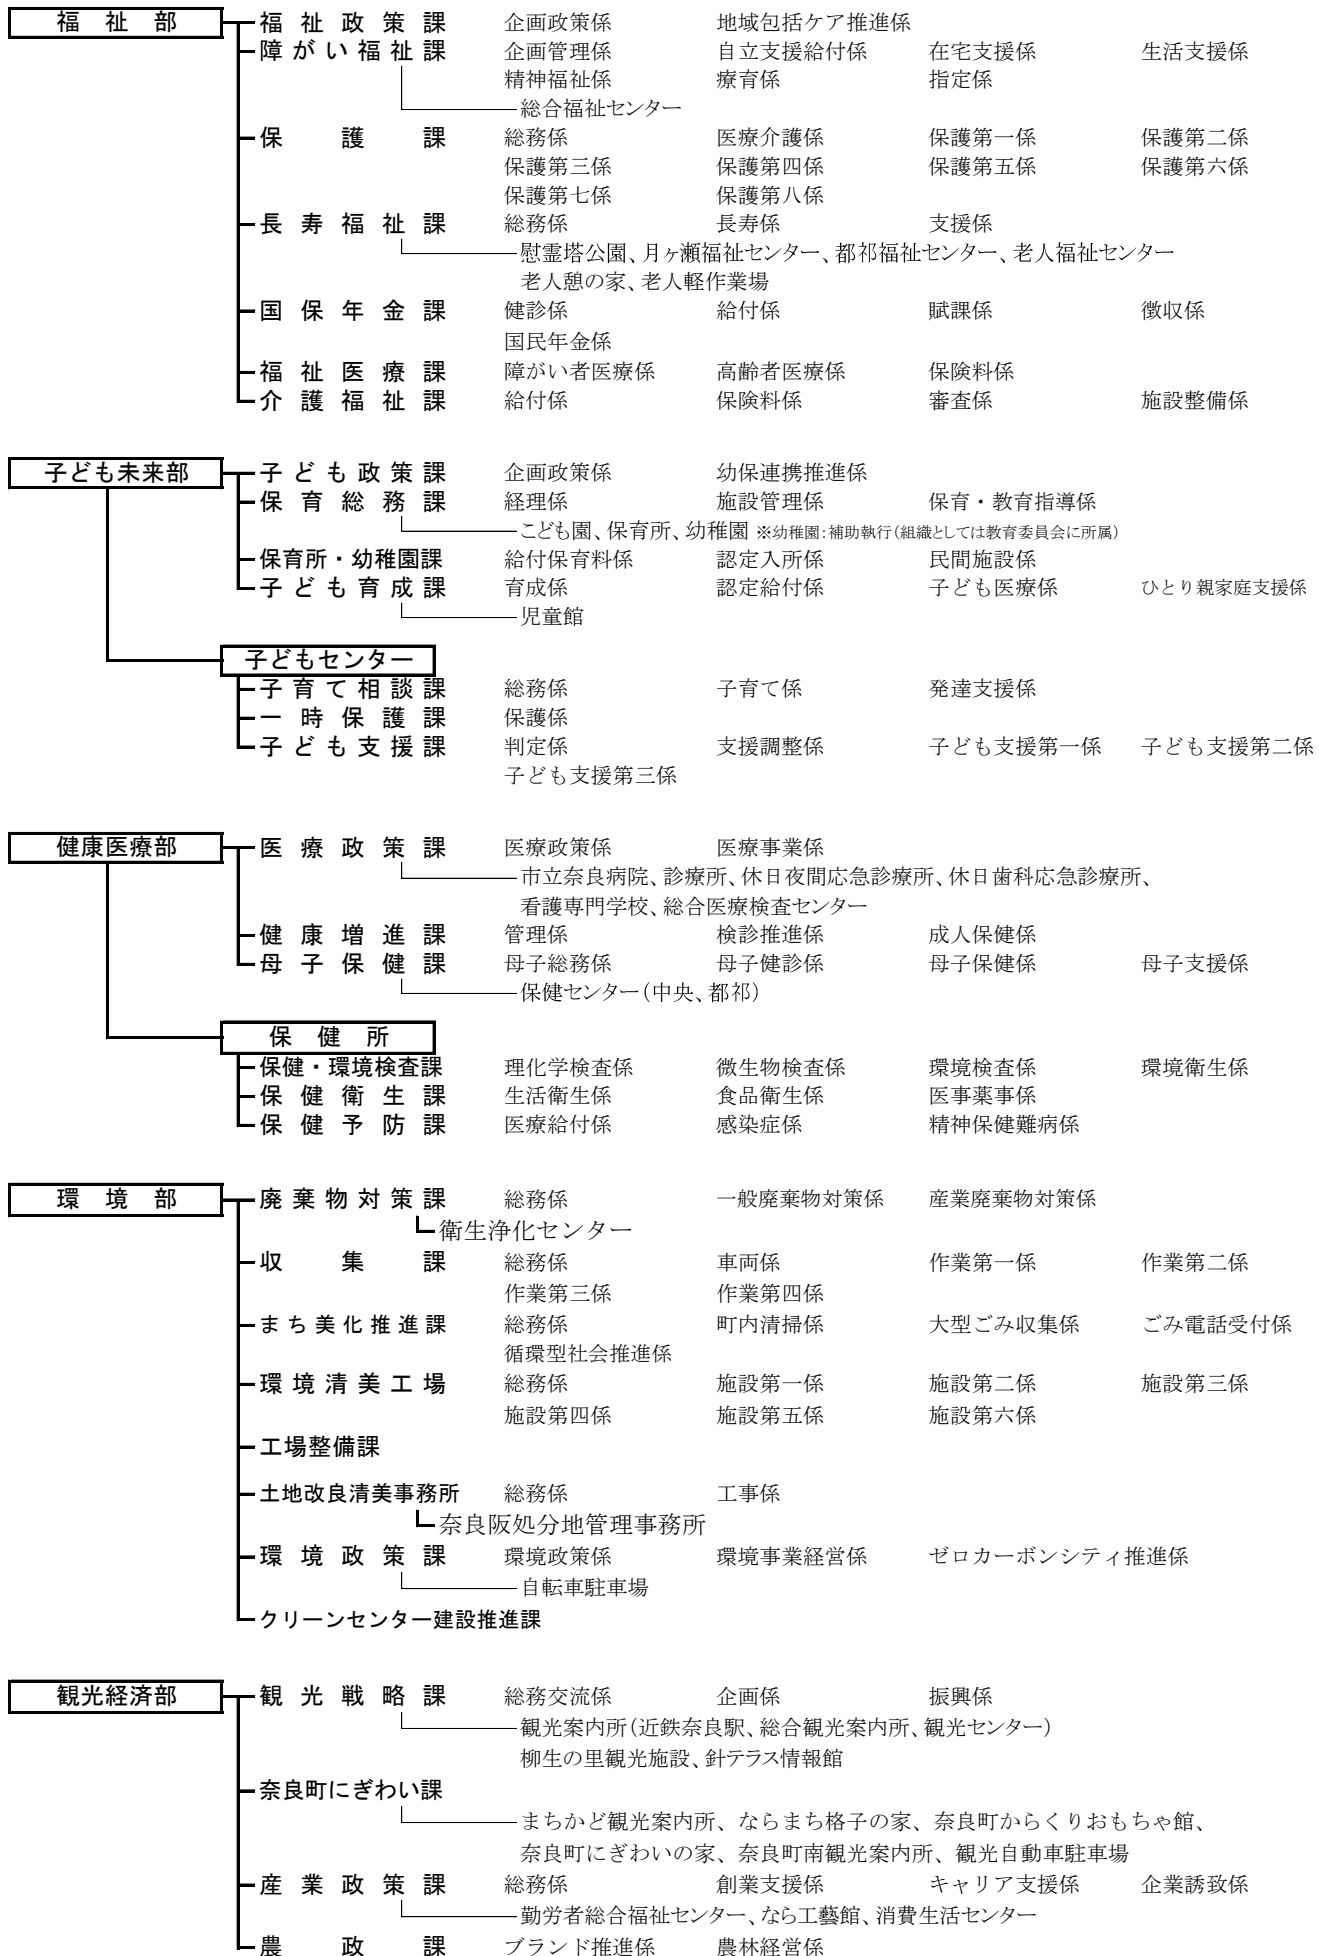 福祉部 福祉政策課 企画政策係 地域包括ケア推進係
障がい福祉課 企画管理係 自立支援給付係 在宅支援係 生活支援係
精神福祉係 療育係 指定係
総合福祉センター
保護課 総務係 医療介護係 保護第一係 保護第二係
保護第三係 保護第四係 保護第五係 保護第六係
保護第七係 保護第八係
長寿福祉課 総務係 長寿係 支援係
慰霊塔公園、月ヶ瀬福祉センター、都祁福祉センター、老人福祉センター
老人憩の家、老人軽作業場
国保年金課 健診係 給付係 賦課係 徴収係
国民年金係
福祉医療課 障がい者医療係 高齢者医療係 保険料係
介護福祉課 給付係 保険料係 審査係 施設整備係
子ども未来部 子ども政策課 企画政策係 幼保連携推進係
保育総務課 経理係 施設管理係 保育・教育指導係
こども園、保育所、幼稚園 ※幼稚園：補助執行（組織としては教育委員会に所属）
保育所・幼稚園課 給付保育料係 認定入所係 民間施設係
子ども育成課 育成係 認定給付係 子ども医療係 ひとり親家庭支援係
児童館
子どもセンター
子育て相談課 総務係 子育て係 発達支援係
一時保護課 保護係
子ども支援課 判定係 支援調整係 子ども支援第一係 子ども支援第二係
子ども支援第三係
健康医療部 医療政策課 医療政策係 医療事業係
市立奈良病院、診療所、休日夜間応急診療所、休日歯科応急診療所、
看護専門学校、総合医療検査センター
健康増進課 管理係 検診推進係 成人保健係
母子保健課 母子総務係 母子健診係 母子保健係 母子支援係
保健センター（中央、都祁）
保健所
保健・環境検査課 理化学検査係 微生物検査係 環境検査係 環境衛生係
保健衛生課 生活衛生係 食品衛生係 医事薬事係
保健予防課 医療給付係 感染症係 精神保健難病係
環境部 廃棄物対策課 総務係 一般廃棄物対策係 産業廃棄物対策係
衛生浄化センター
収集課 総務係 車両係 作業第一係 作業第二係
作業第三係 作業第四係
まち美化推進課 総務係 町内清掃係 大型ごみ収集係 ごみ電話受付係
循環型社会推進係
環境清美工場 総務係 施設第一係 施設第二係 施設第三係
施設第四係 施設第五係 施設第六係
工場整備課
土地改良清美事務所 総務係 工事係
奈良阪処分地管理事務所
環境政策課 環境政策係 環境事業経営係 ゼロカーボンシティ推進係
自転車駐車場
クリーンセンター建設推進課
観光経済部 観光戦略課 総務交流係 企画係 振興係
観光案内所（近鉄奈良駅、総合観光案内所、観光センター）
柳生の里観光施設、針テラス情報館
奈良町にぎわい課
まちかど観光案内所、ならまち格子の家、奈良町からくりおもちゃ館、
奈良町にぎわいの家、奈良町南観光案内所、観光自動車駐車場
産業政策課 総務係 創業支援係 キャリア支援係 企業誘致係
勤労者総合福祉センター、なら工藝館、消費生活センター
農政課 ブランド推進係 農林経営係